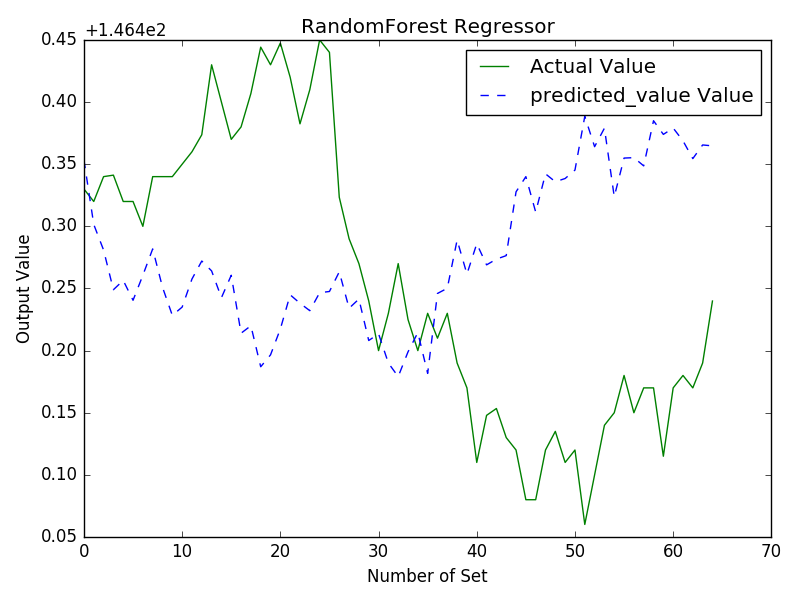 RandomForest Regressor
+1.464e2
Actual Value
predicted_value Value
Output Value
0.45
0.40
0.35
0.30
0.25
0.20
0.15
0.10
0.05
0 10 20 30 40 50 60 70
Number of Set